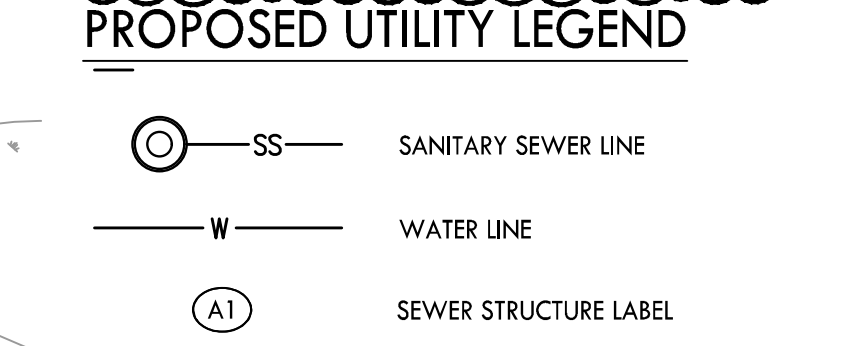 PROPOSED UTILITY LEGEND
SS SANITARY SEWER LINE
W WATER LINE
A1 SEWER STRUCTURE LABEL